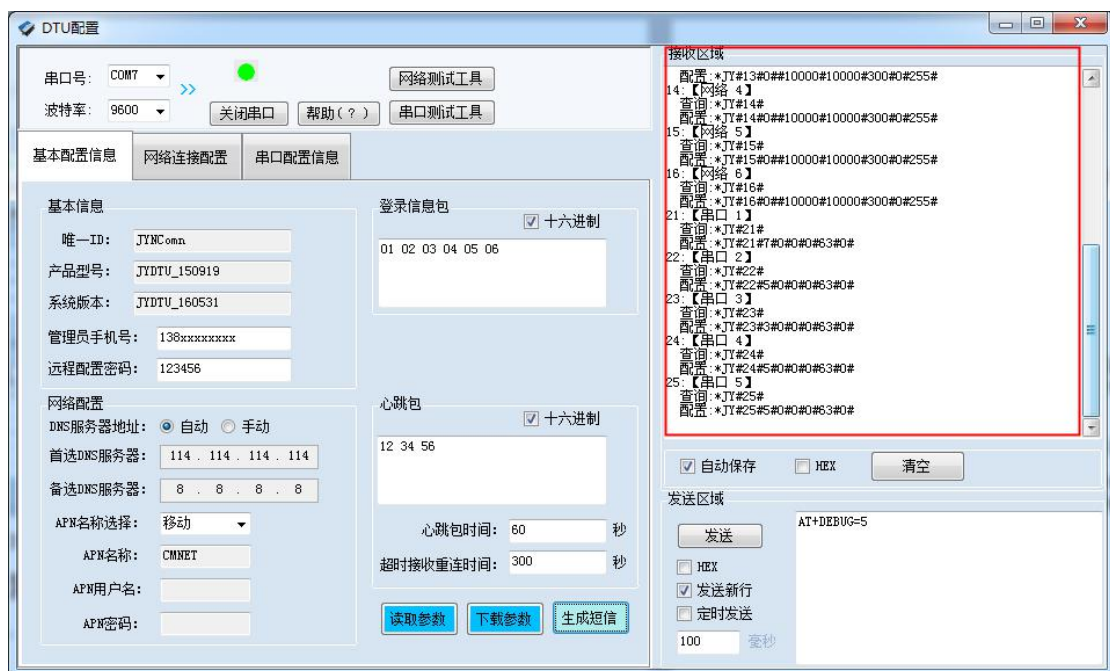 DTU配置
串口号: COM7
>>
网络测试工具
波特率: 9600
关闭串口 帮助(?) 串口测试工具
基本配置信息 网络连接配置 串口配置信息
基本信息
唯一ID: JYNComn
产品型号: JYDTU_150919
系统版本: JYDTU_160531
管理员手机号: 138xxxxxxxx
远程配置密码: 123456
登录信息包
十六进制
01 02 03 04 05 06
网络配置
DNS服务器地址: 自动 手动
首选DNS服务器: 114 . 114 . 114 . 114
备选DNS服务器: 8 . 8 . 8 . 8
APN名称选择: 移动
APN名称: CMNET
APN用户名:
APN密码:
心跳包
十六进制
12 34 56
心跳包时间: 60 秒
超时接收重连时间: 300 秒
读取参数 下载参数 生成短信
接收区域
配置:*JY#13#0##10000#10000#300#0#255#
14:【网络 4】
查询:*JY#14#
配置:*JY#14#0##10000#10000#300#0#255#
15:【网络 5】
查询:*JY#15#
配置:*JY#15#0##10000#10000#300#0#255#
16:【网络 6】
查询:*JY#16#
配置:*JY#16#0##10000#10000#300#0#255#
21:【串口 1】
查询:*JY#21#
配置:*JY#21#7#0#0#0#63#0#
22:【串口 2】
查询:*JY#22#
配置:*JY#22#5#0#0#0#63#0#
23:【串口 3】
查询:*JY#23#
配置:*JY#23#3#0#0#0#63#0#
24:【串口 4】
查询:*JY#24#
配置:*JY#24#5#0#0#0#63#0#
25:【串口 5】
查询:*JY#25#
配置:*JY#25#5#0#0#0#63#0#
自动保存 HEX 清空
发送区域
发送
HEX
发送新行
定时发送
100 毫秒
AT+DEBUG=5